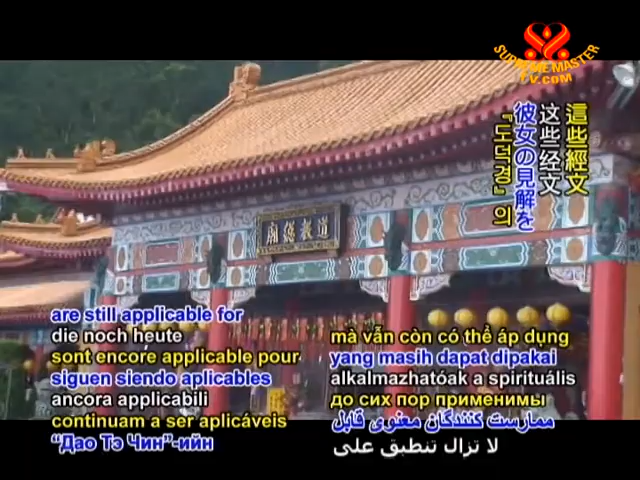 SUPREME MASTER
TV.COM
這些經文
这些经文
彼女の見解を
『도덕경』의
道教總廟
are still applicable for
die noch heute
sont encore applicable pour
siguen siendo aplicables
ancora applicabili
continuam a ser aplicáveis
“Дао Тэ Чин”-ийн
mà vẫn còn có thể áp dụng
yang masih dapat dipakai
alkalmazhatóak a spirituális
до сих пор применимы
ممارست کنندگان معنوی قابل
لا تزال تنطبق على